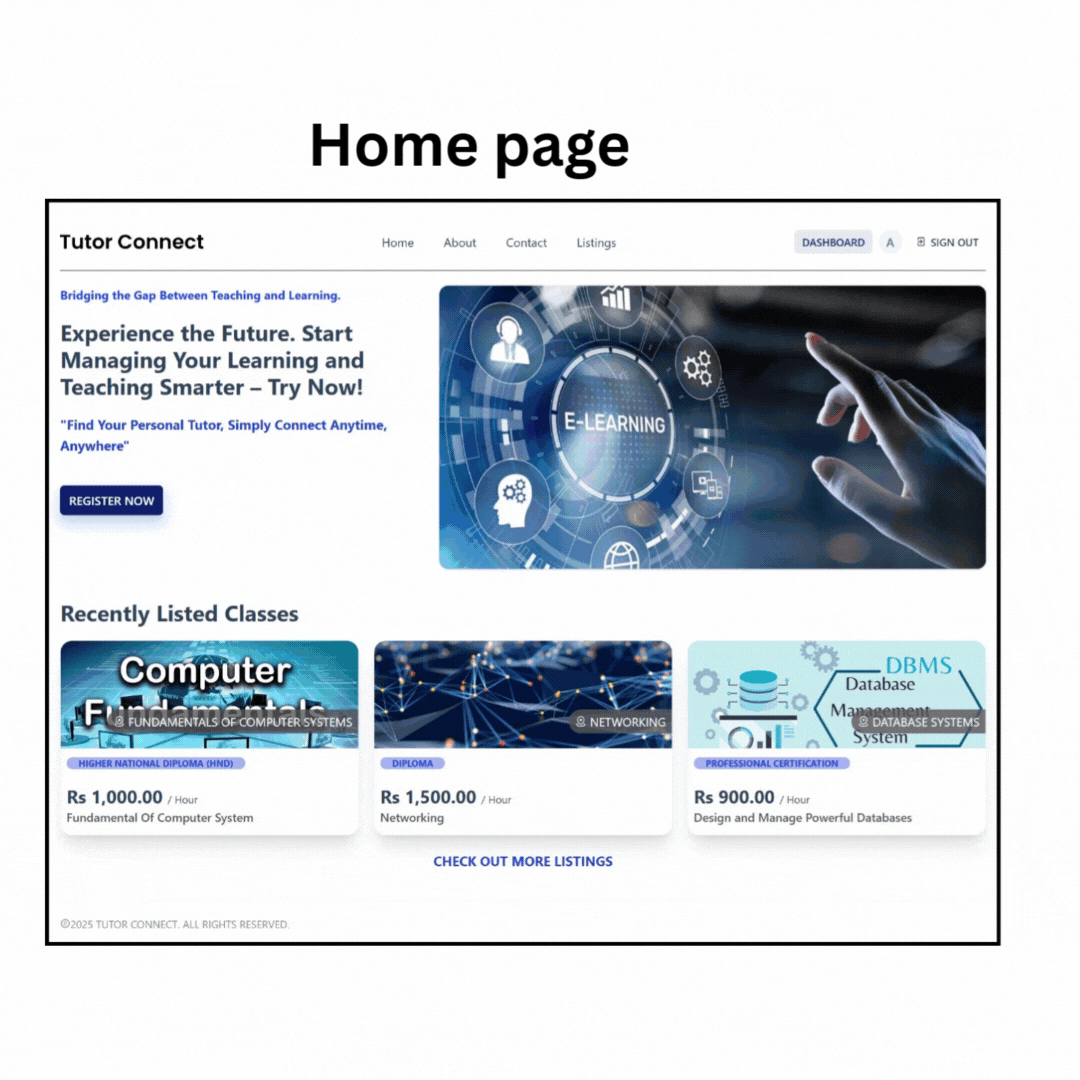 Home page
Tutor Connect
Home
About
Contact
Listings
DASHBOARD
A
SIGN OUT
Bridging the Gap Between Teaching and Learning.
Experience the Future. Start
Managing Your Learning and
Teaching Smarter – Try Now!
"Find Your Personal Tutor, Simply Connect Anytime,
Anywhere"
REGISTER NOW
E-LEARNING
Recently Listed Classes
Computer
Fundamentals
FUNDAMENTALS OF COMPUTER SYSTEMS
HIGHER NATIONAL DIPLOMA (HND)
Rs 1,000.00 / Hour
Fundamental Of Computer System
NETWORKING
DIPLOMA
Rs 1,500.00 / Hour
Networking
DBMS
Database
Management
System
DATABASE SYSTEMS
PROFESSIONAL CERTIFICATION
Rs 900.00 / Hour
Design and Manage Powerful Databases
CHECK OUT MORE LISTINGS
©2025 TUTOR CONNECT. ALL RIGHTS RESERVED.